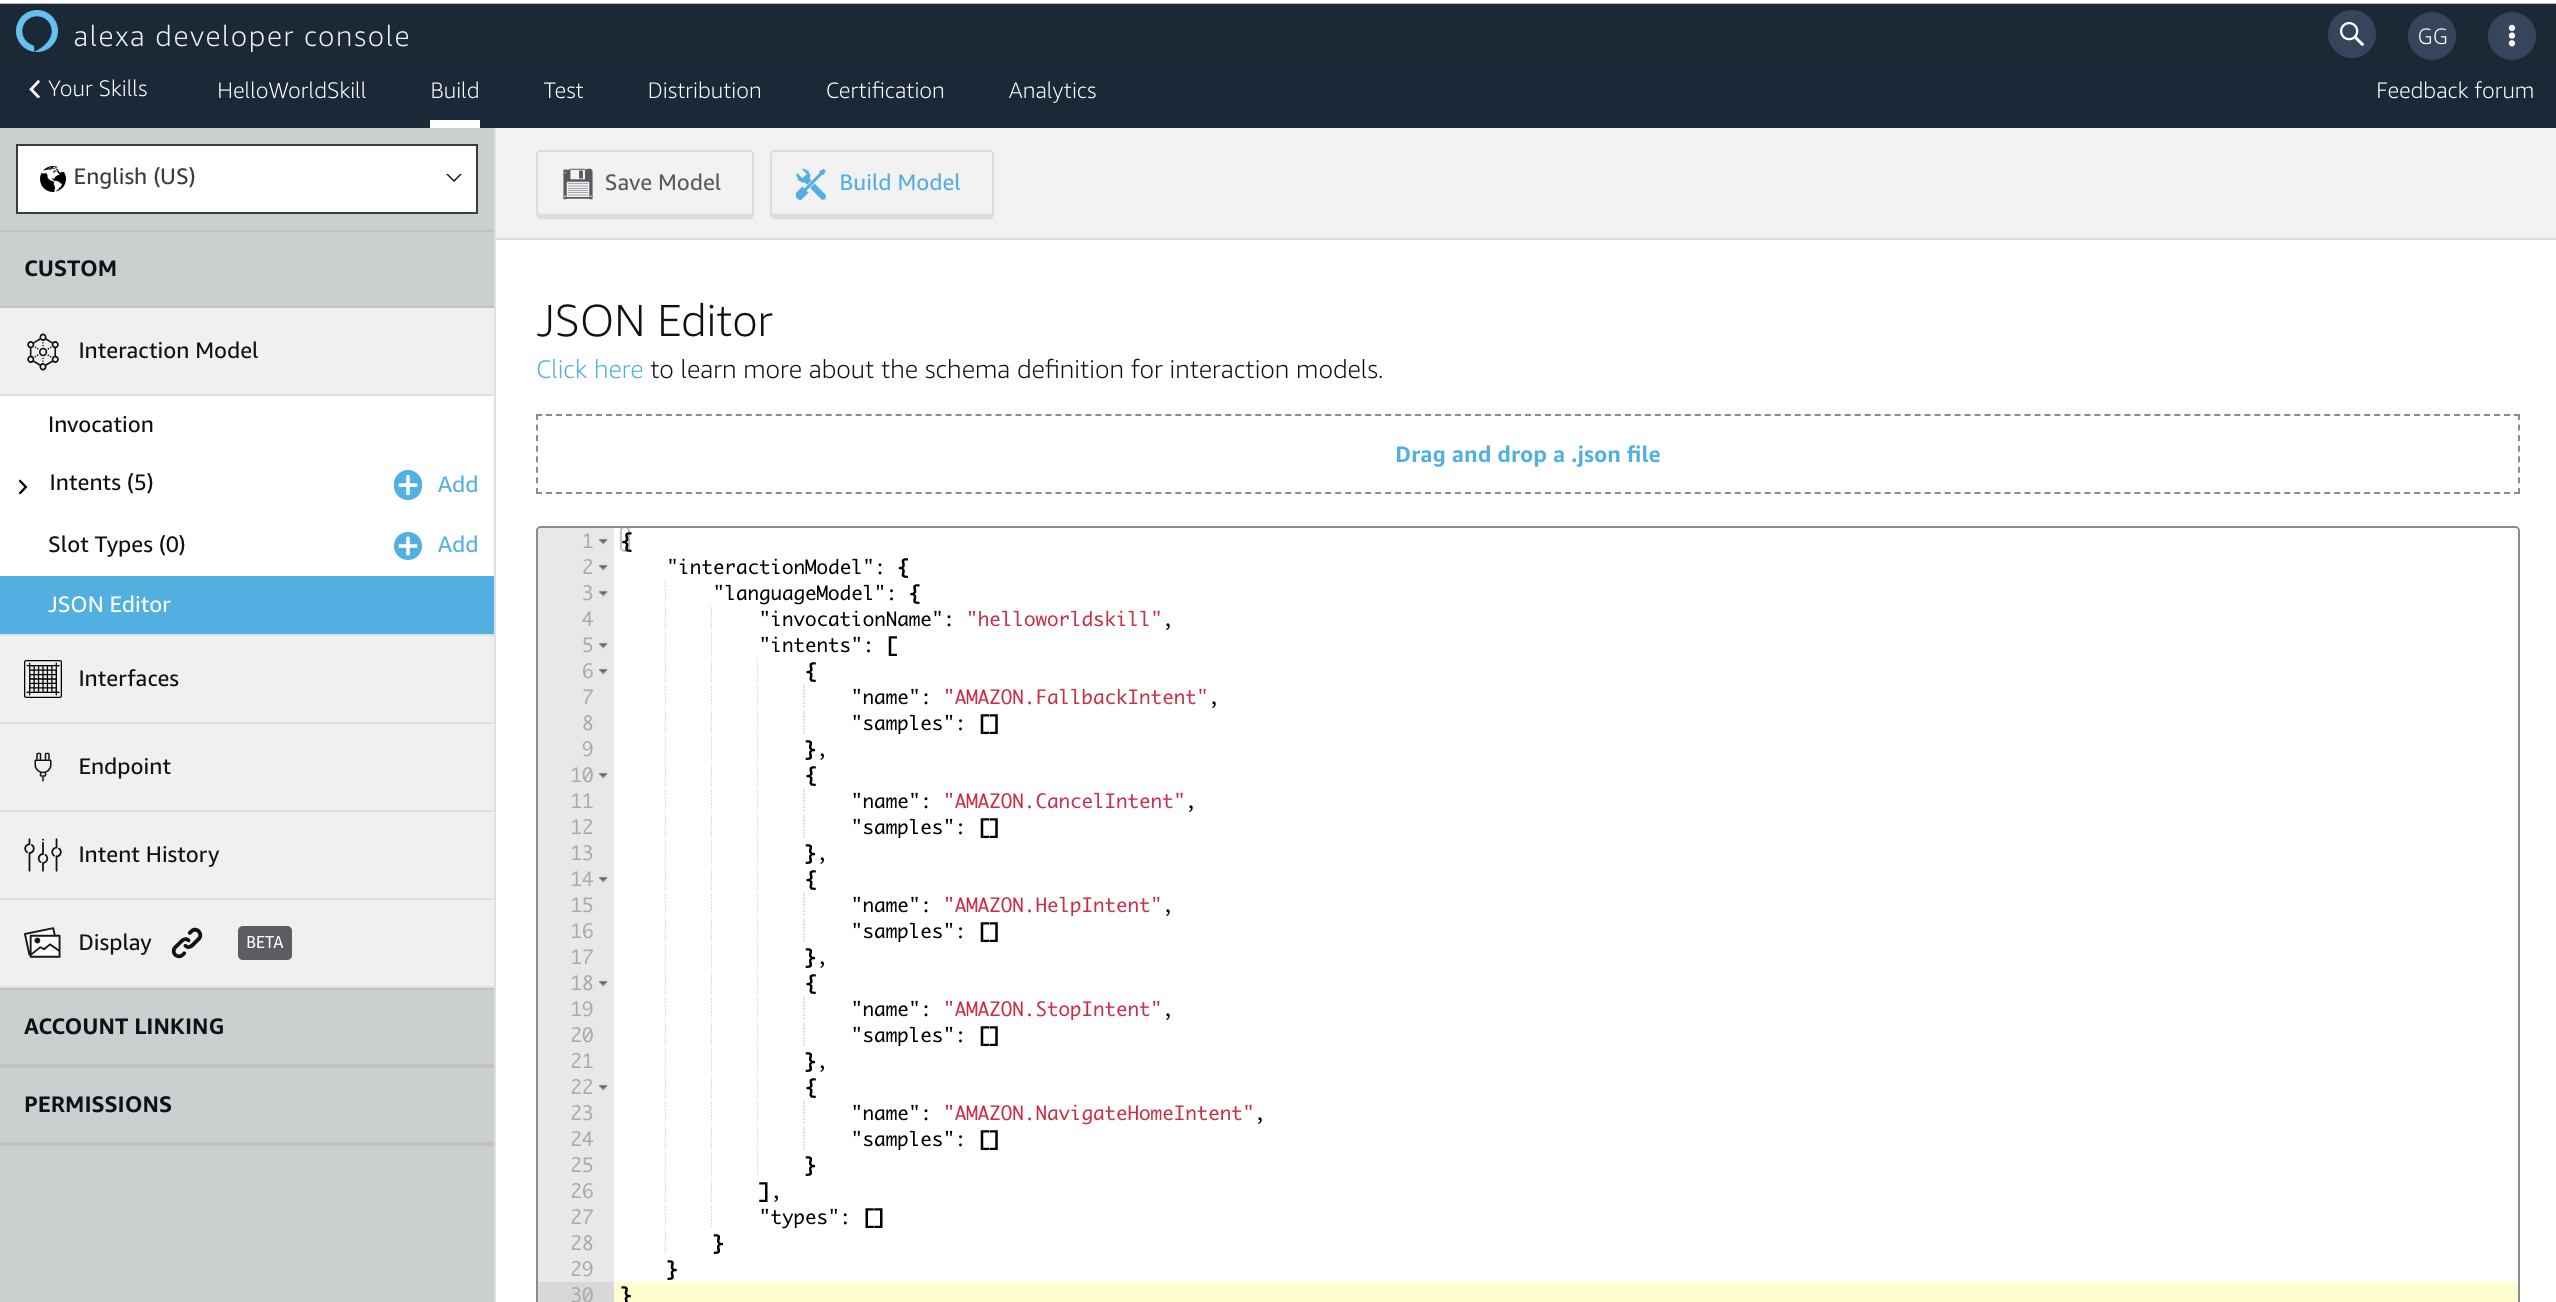 alexa developer console
GG
Your Skills
HelloWorldSkill
Build
Test
Distribution
Certification
Analytics
Feedback forum
English (US)
CUSTOM
Interaction Model
Invocation
Intents (5)
Add
Slot Types (0)
Add
JSON Editor
Interfaces
Endpoint
Intent History
Display
BETA
ACCOUNT LINKING
PERMISSIONS
Save Model
Build Model
JSON Editor
Click here to learn more about the schema definition for interaction models.
Drag and drop a .json file
1 {
2 "interactionModel": {
3 "languageModel": {
4 "invocationName": "helloworldskill",
5 "intents": [
6 {
7 "name": "AMAZON.FallbackIntent",
8 "samples": []
9 },
10 {
11 "name": "AMAZON.CancelIntent",
12 "samples": []
13 },
14 {
15 "name": "AMAZON.HelpIntent",
16 "samples": []
17 },
18 {
19 "name": "AMAZON.StopIntent",
20 "samples": []
21 },
22 {
23 "name": "AMAZON.NavigateHomeIntent",
24 "samples": []
25 }
26 ],
27 "types": []
28 }
29 }
30 }